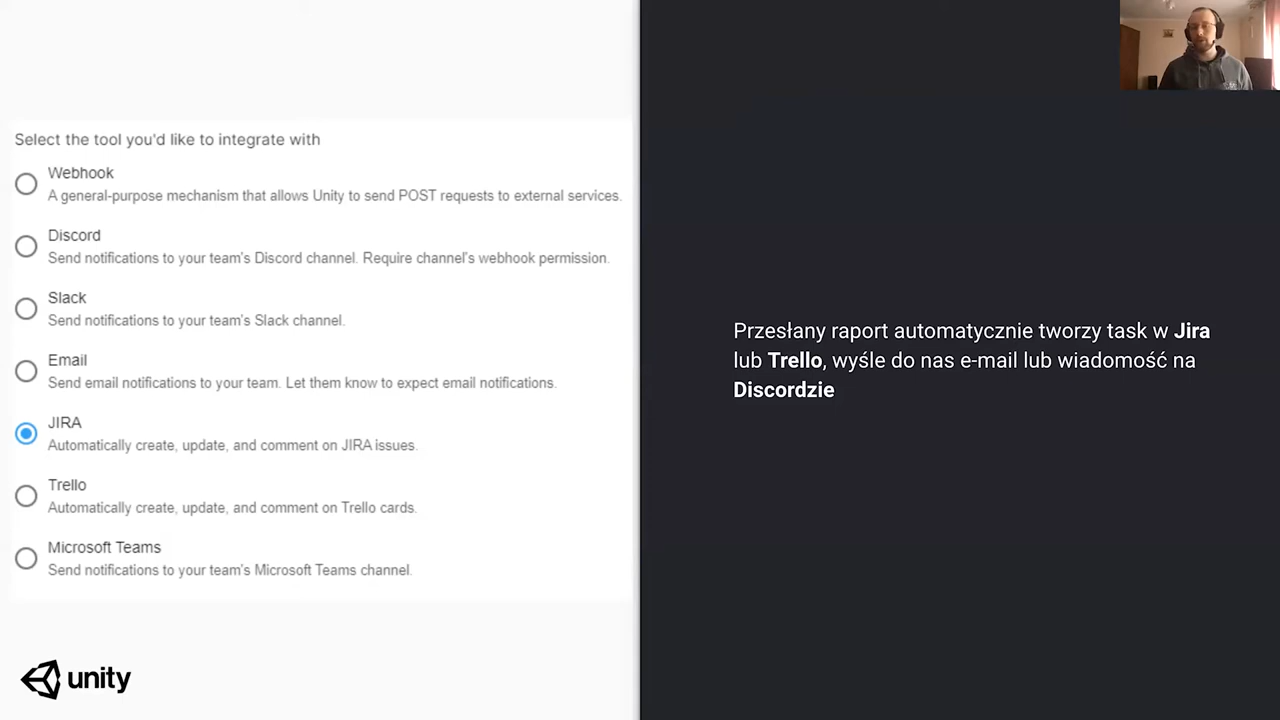 Select the tool you'd like to integrate with
Webhook
A general-purpose mechanism that allows Unity to send POST requests to external services.
Discord
Send notifications to your team's Discord channel. Require channel's webhook permission.
Slack
Send notifications to your team's Slack channel.
Email
Send email notifications to your team. Let them know to expect email notifications.
JIRA
Automatically create, update, and comment on JIRA issues.
Trello
Automatically create, update, and comment on Trello cards.
Microsoft Teams
Send notifications to your team's Microsoft Teams channel.
unity
Przesłany raport automatycznie tworzy task w Jira
lub Trello, wyśle do nas e-mail lub wiadomość na
Discordzie